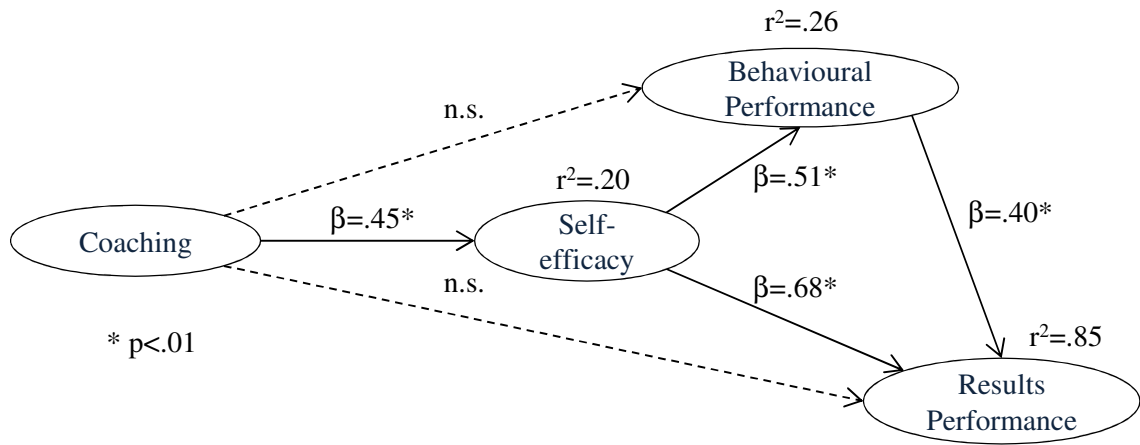 r²=.26
Behavioural
Performance
n.s.
r²=.20
β=.51*
β=.45*
Self-
efficacy
β=.40*
Coaching
n.s.
β=.68*
* p<.01
r²=.85
Results
Performance